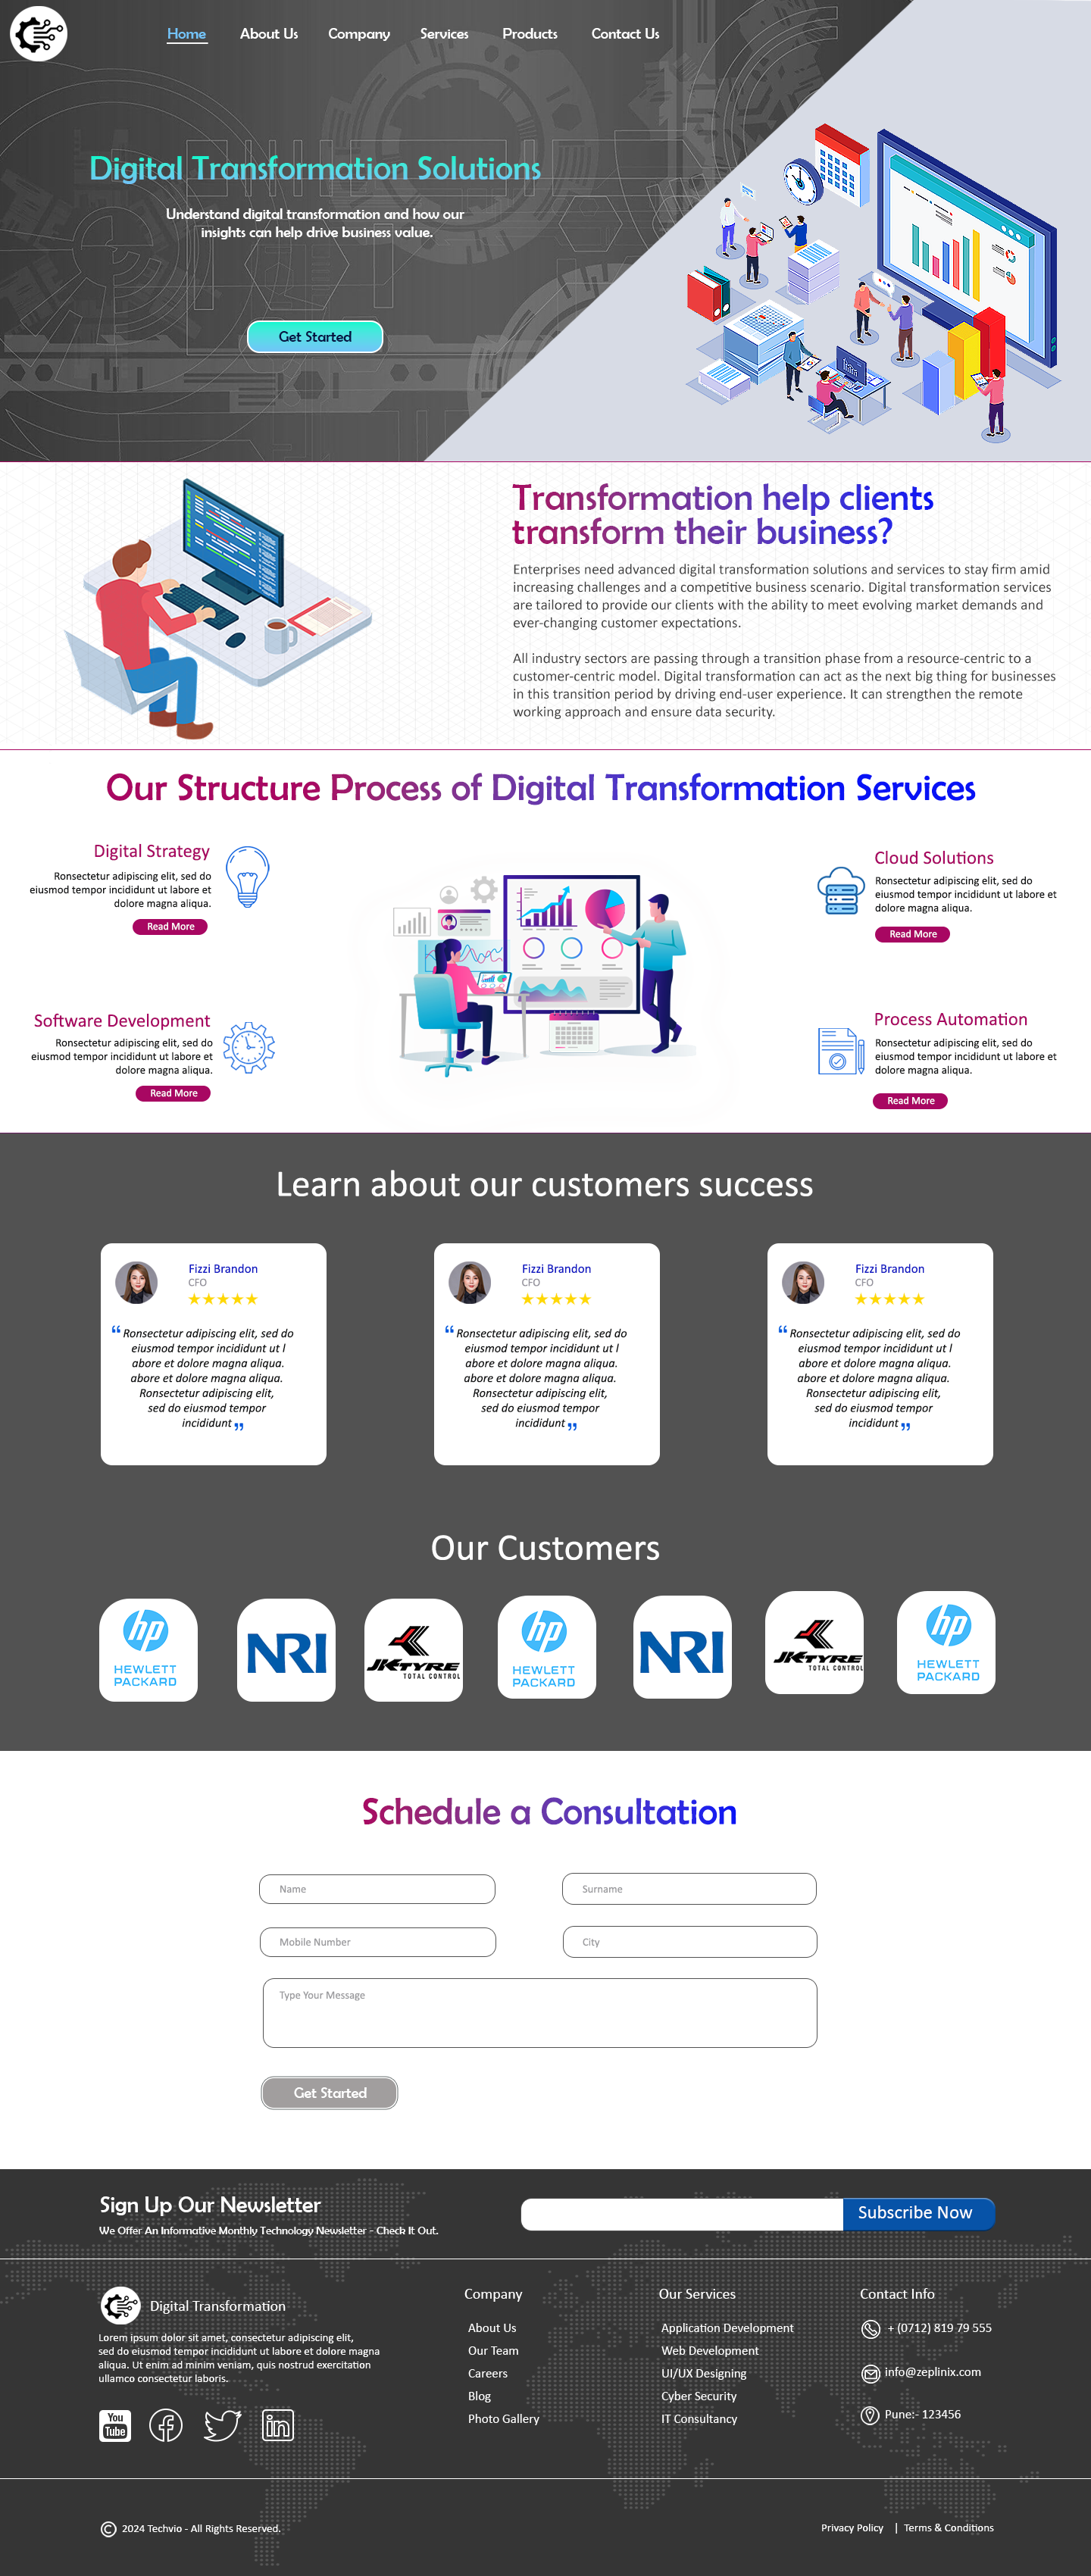 Home
About Us
Company
Services
Products
Contact Us
Digital Transformation Solutions
Understand digital transformation and how our
insights can help drive business value.
Get Started
Transformation help clients
transform their business?
Enterprises need advanced digital transformation solutions and services to stay firm amid
increasing challenges and a competitive business scenario. Digital transformation services
are tailored to provide our clients with the ability to meet evolving market demands and
ever-changing customer expectations.
All industry sectors are passing through a transition phase from a resource-centric to a
customer-centric model. Digital transformation can act as the next big thing for businesses
in this transition period by driving end-user experience. It can strengthen the remote
working approach and ensure data security.
Our Structure Process of Digital Transformation Services
Digital Strategy
Ronsectetur adipiscing elit, sed do
eiusmod tempor incididunt ut labore et
dolore magna aliqua.
Read More
Cloud Solutions
Ronsectetur adipiscing elit, sed do
eiusmod tempor incididunt ut labore et
dolore magna aliqua.
Read More
Software Development
Ronsectetur adipiscing elit, sed do
eiusmod tempor incididunt ut labore et
dolore magna aliqua.
Read More
Process Automation
Ronsectetur adipiscing elit, sed do
eiusmod tempor incididunt ut labore et
dolore magna aliqua.
Read More
Learn about our customers success
Fizzi Brandon
CFO
“ Ronsectetur adipiscing elit, sed do
eiusmod tempor incididunt ut l
abore et dolore magna aliqua.
abore et dolore magna aliqua.
Ronsectetur adipiscing elit,
sed do eiusmod tempor
incididunt ”
Fizzi Brandon
CFO
“ Ronsectetur adipiscing elit, sed do
eiusmod tempor incididunt ut l
abore et dolore magna aliqua.
abore et dolore magna aliqua.
Ronsectetur adipiscing elit,
sed do eiusmod tempor
incididunt ”
Fizzi Brandon
CFO
“ Ronsectetur adipiscing elit, sed do
eiusmod tempor incididunt ut l
abore et dolore magna aliqua.
abore et dolore magna aliqua.
Ronsectetur adipiscing elit,
sed do eiusmod tempor
incididunt ”
Our Customers
hp
HEWLETT
PACKARD
NRI
JK TYRE
TOTAL CONTROL
hp
HEWLETT
PACKARD
NRI
JK TYRE
TOTAL CONTROL
hp
HEWLETT
PACKARD
Schedule a Consultation
Name
Surname
Mobile Number
City
Type Your Message
Get Started
Sign Up Our Newsletter
We Offer An Informative Monthly Technology Newsletter - Check It Out.
Subscribe Now
Digital Transformation
Lorem ipsum dolor sit amet, consectetur adipiscing elit,
sed do eiusmod tempor incididunt ut labore et dolore magna
aliqua. Ut enim ad minim veniam, quis nostrud exercitation
ullamco consectetur laboris.
You
Tube
in
Company
About Us
Our Team
Careers
Blog
Photo Gallery
Our Services
Application Development
Web Development
UI/UX Designing
Cyber Security
IT Consultancy
Contact Info
+ (0712) 819 79 555
info@zeplinix.com
Pune:- 123456
© 2024 Techvio - All Rights Reserved.
Privacy Policy | Terms & Conditions